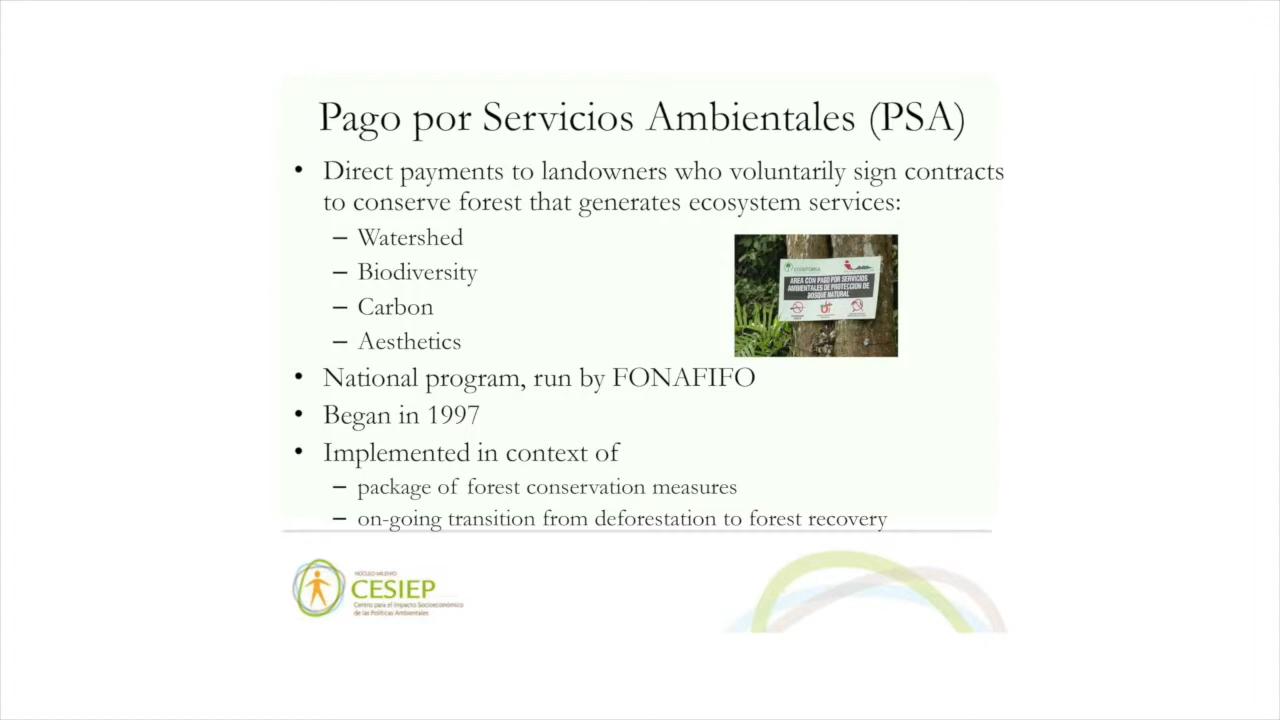 Pago por Servicios Ambientales (PSA)
• Direct payments to landowners who voluntarily sign contracts
to conserve forest that generates ecosystem services:
– Watershed
– Biodiversity
– Carbon
– Aesthetics
AREA CON PAGO POR SERVICIOS
AMBIENTALES DE PROTECCION DE
BOSQUE NATURAL
• National program, run by FONAFIFO
• Began in 1997
• Implemented in context of
– package of forest conservation measures
– on-going transition from deforestation to forest recovery
NÚCLEO MILENIO
CESIEP
Centro para el Impacto Socioeconómico
de las Políticas Ambientales